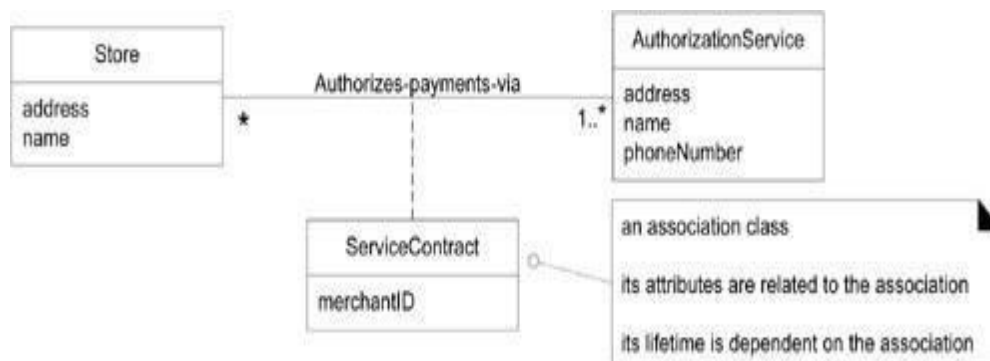 Store
address
name
Authorizes-payments-via
*
1..*
AuthorizationService
address
name
phoneNumber
ServiceContract
merchantID
an association class
its attributes are related to the association
its lifetime is dependent on the association